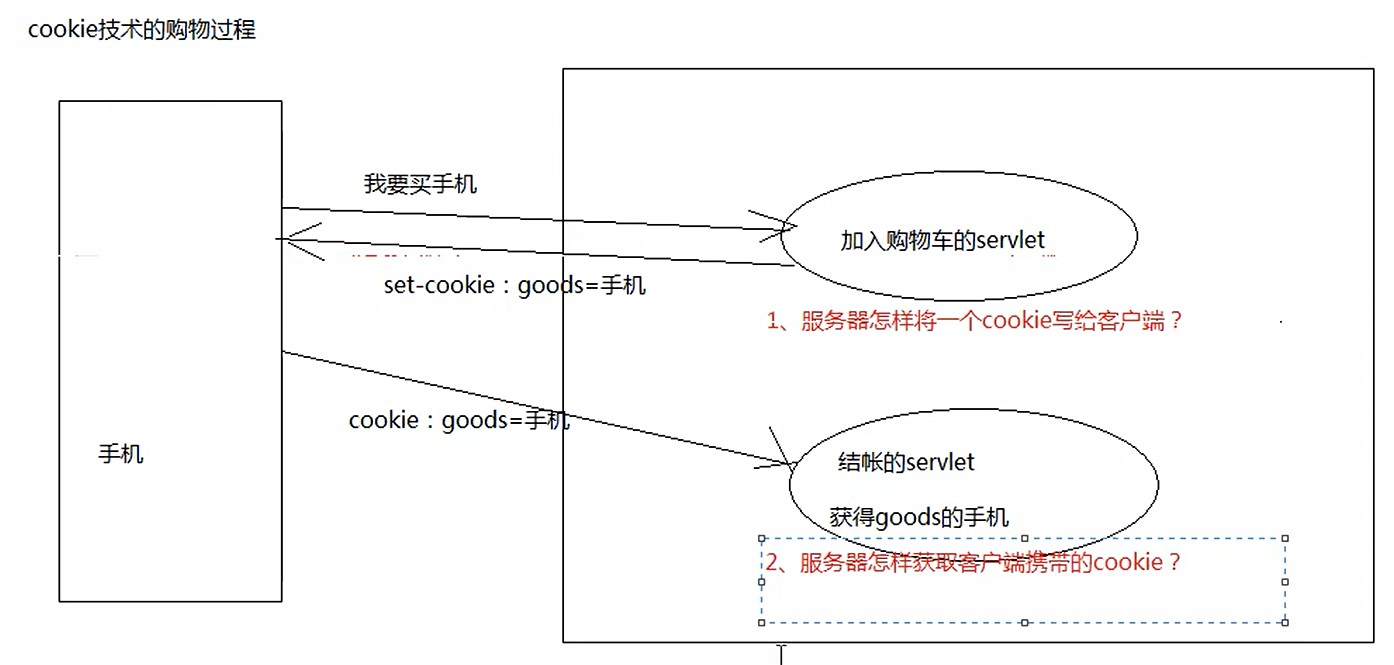 cookie技术的购物过程
我要买手机
加入购物车的servlet
set-cookie：goods=手机
1、服务器怎样将一个cookie写给客户端？
cookie：goods=手机
手机
结帐的servlet
获得goods的手机
2、服务器怎样获取客户端携带的cookie？